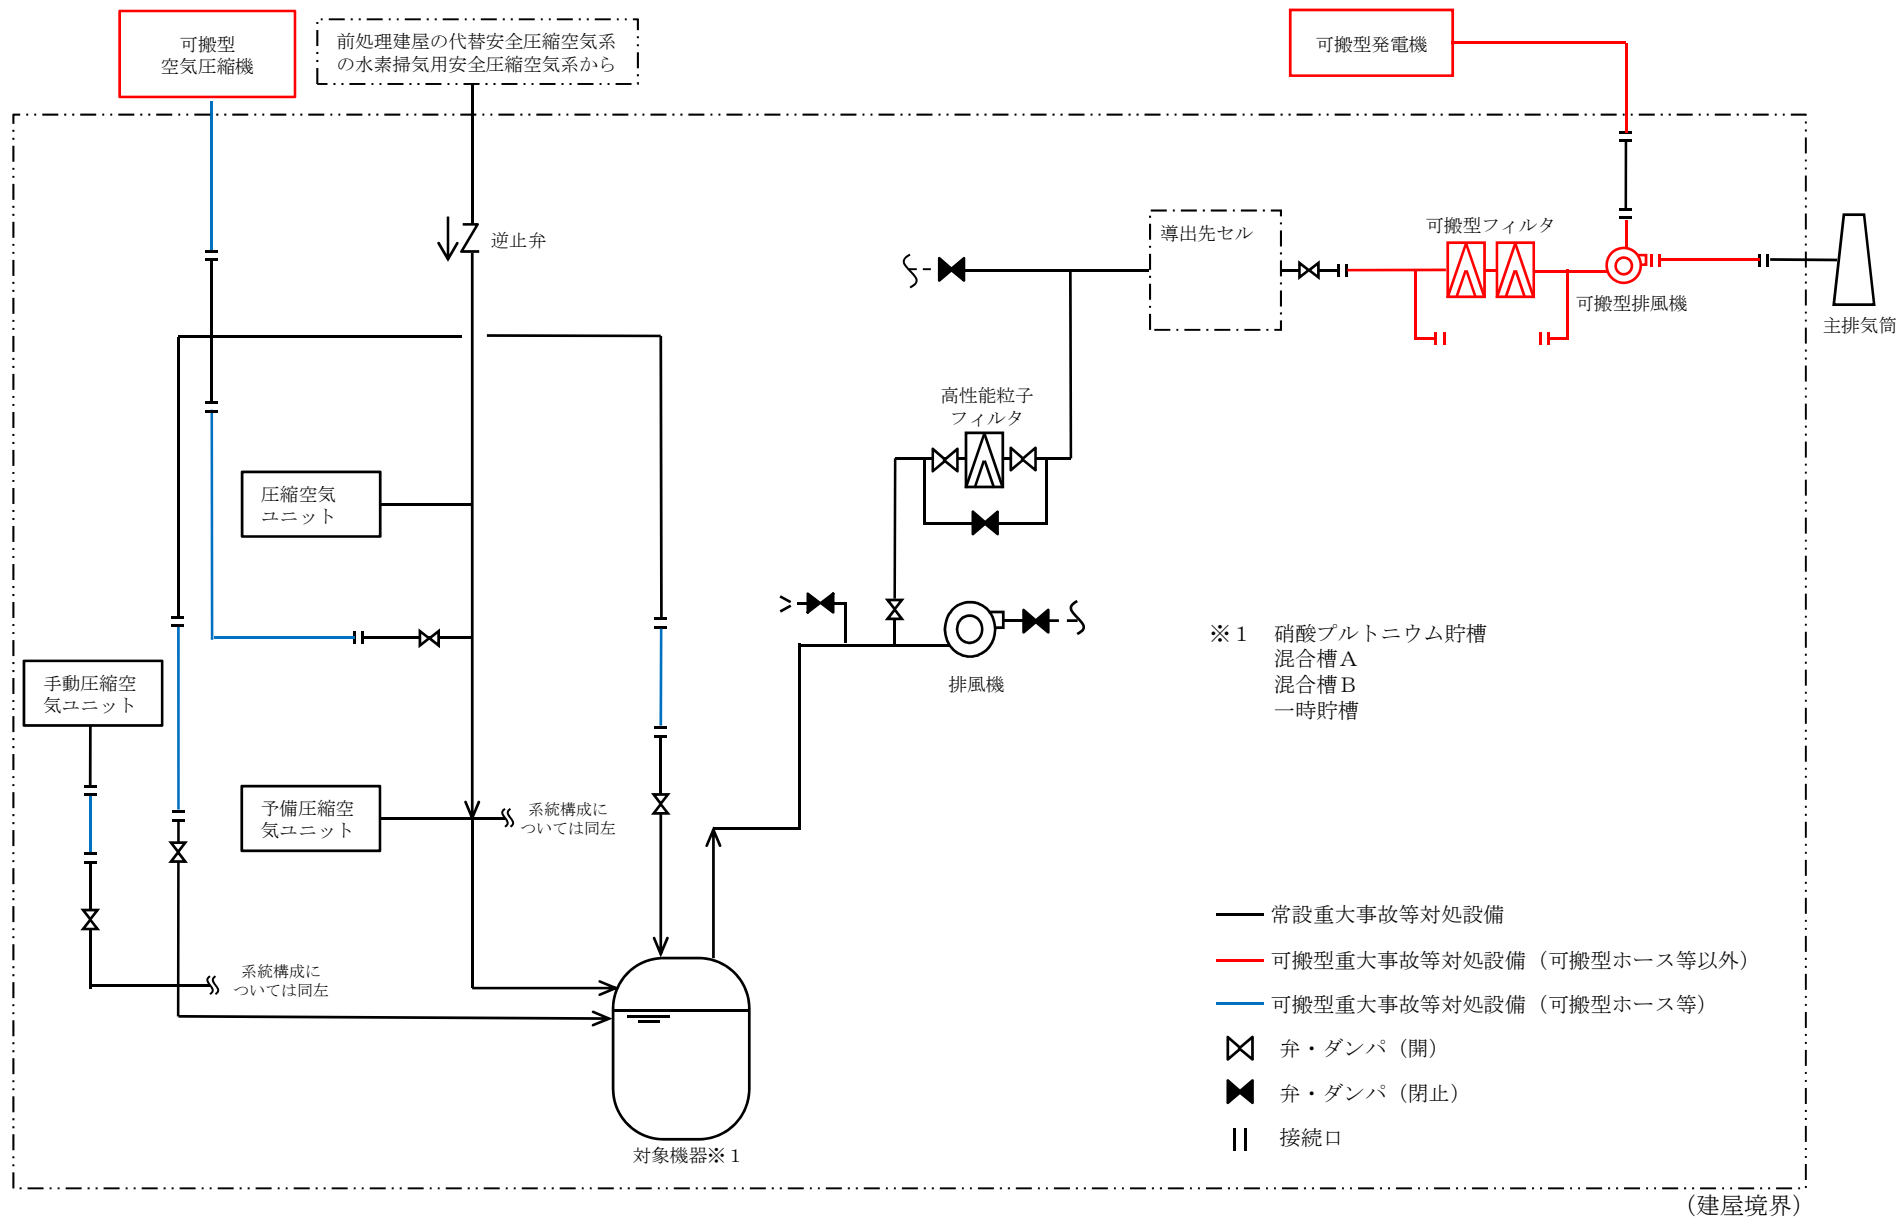 可搬型
空気圧縮機
前処理建屋の代替安全圧縮空気系
の水素掃気用安全圧縮空気系から
可搬型発電機
逆止弁
導出先セル
可搬型フィルタ
可搬型排風機
主排気筒
高性能粒子
フィルタ
圧縮空気
ユニット
手動圧縮空
気ユニット
排風機
※１　硝酸プルトニウム貯槽
混合槽Ａ
混合槽Ｂ
一時貯槽
予備圧縮空
気ユニット
系統構成に
ついては同左
系統構成に
ついては同左
対象機器※１
常設重大事故等対処設備
可搬型重大事故等対処設備（可搬型ホース等以外）
可搬型重大事故等対処設備（可搬型ホース等）
弁・ダンパ（開）
弁・ダンパ（閉止）
接続口
（建屋境界）